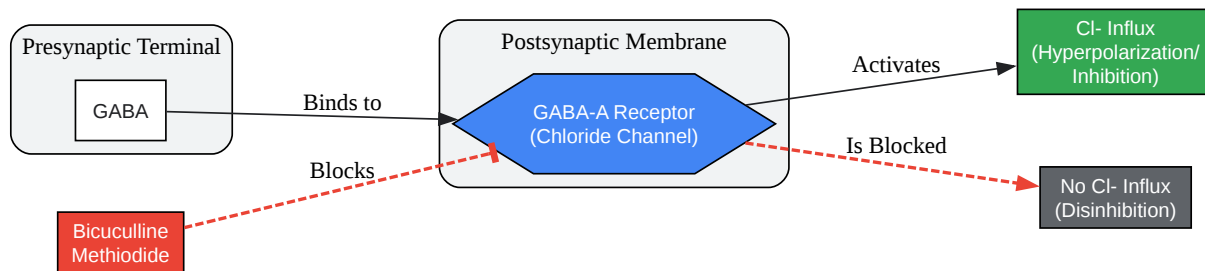 Presynaptic Terminal
GABA
Binds to
Blocks
Bicuculline
Methiodide
Postsynaptic Membrane
GABA-A Receptor
(Chloride Channel)
Activates
Is Blocked
Cl- Influx
(Hyperpolarization/
Inhibition)
No Cl- Influx
(Disinhibition)